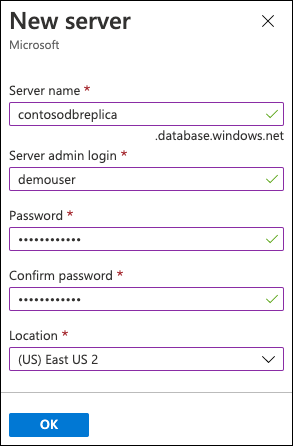 New server
Microsoft
Server name *
contosodbreplica
.database.windows.net
Server admin login *
demouser
Password *
••••••••••••
Confirm password *
••••••••••••
Location *
(US) East US 2
OK